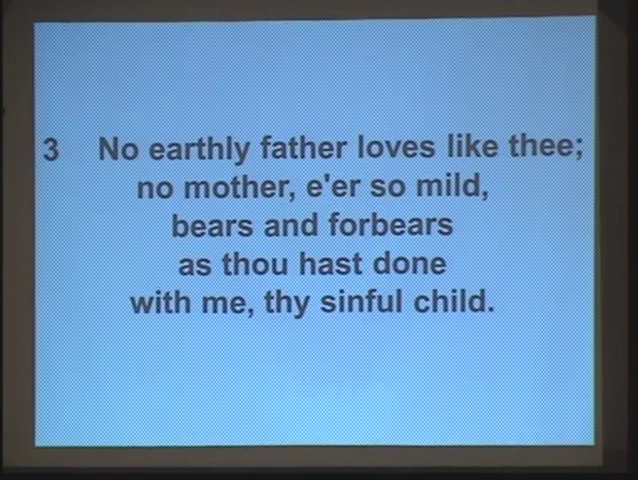 3 No earthly father loves like thee;
no mother, e'er so mild,
bears and forbears
as thou hast done
with me, thy sinful child.